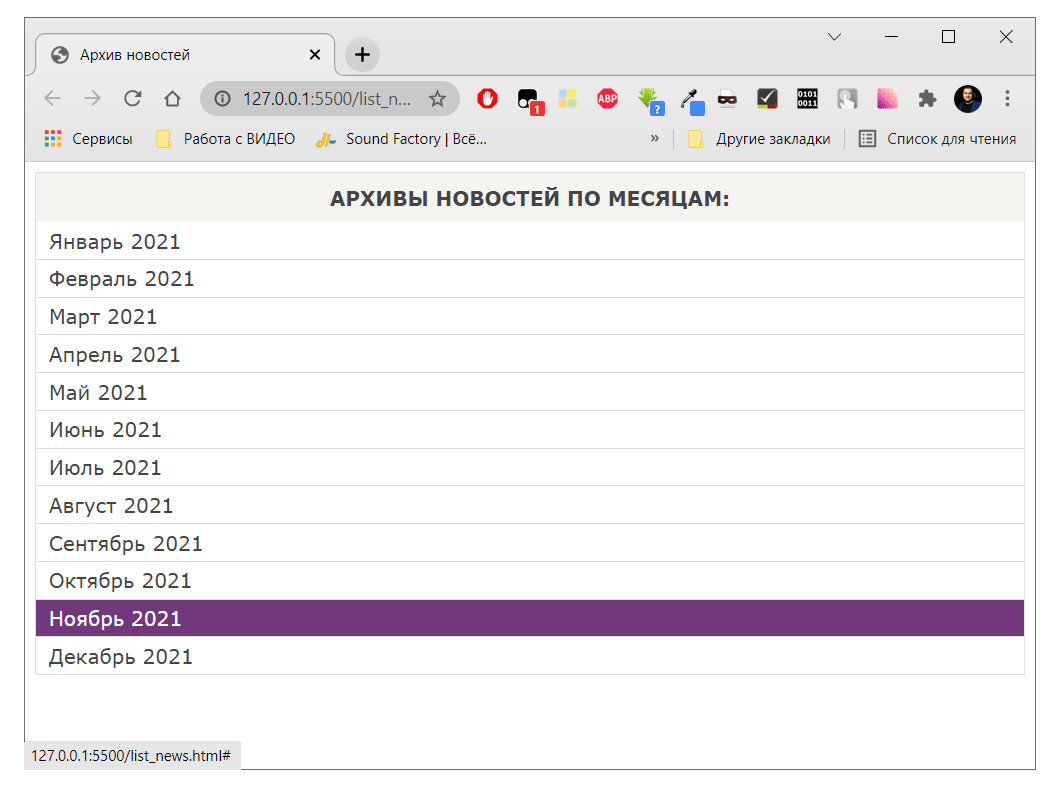 Архив новостей
127.0.0.1:5500/list_n...
1
ABP
?
0101
0011
Сервисы
Работа с ВИДЕО
Sound Factory | Всё...
»
Другие закладки
Список для чтения
АРХИВЫ НОВОСТЕЙ ПО МЕСЯЦАМ:
Январь 2021
Февраль 2021
Март 2021
Апрель 2021
Май 2021
Июнь 2021
Июль 2021
Август 2021
Сентябрь 2021
Октябрь 2021
Ноябрь 2021
Декабрь 2021
127.0.0.1:5500/list_news.html#